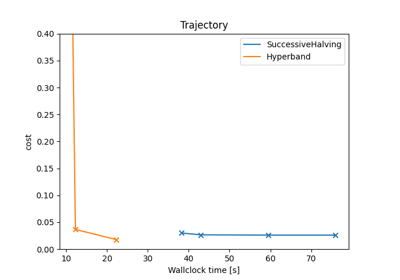 Trajectory
SuccessiveHalving
Hyperband
cost
0.40
0.35
0.30
0.25
0.20
0.15
0.10
0.05
0.00
10 20 30 40 50 60 70
Wallclock time [s]